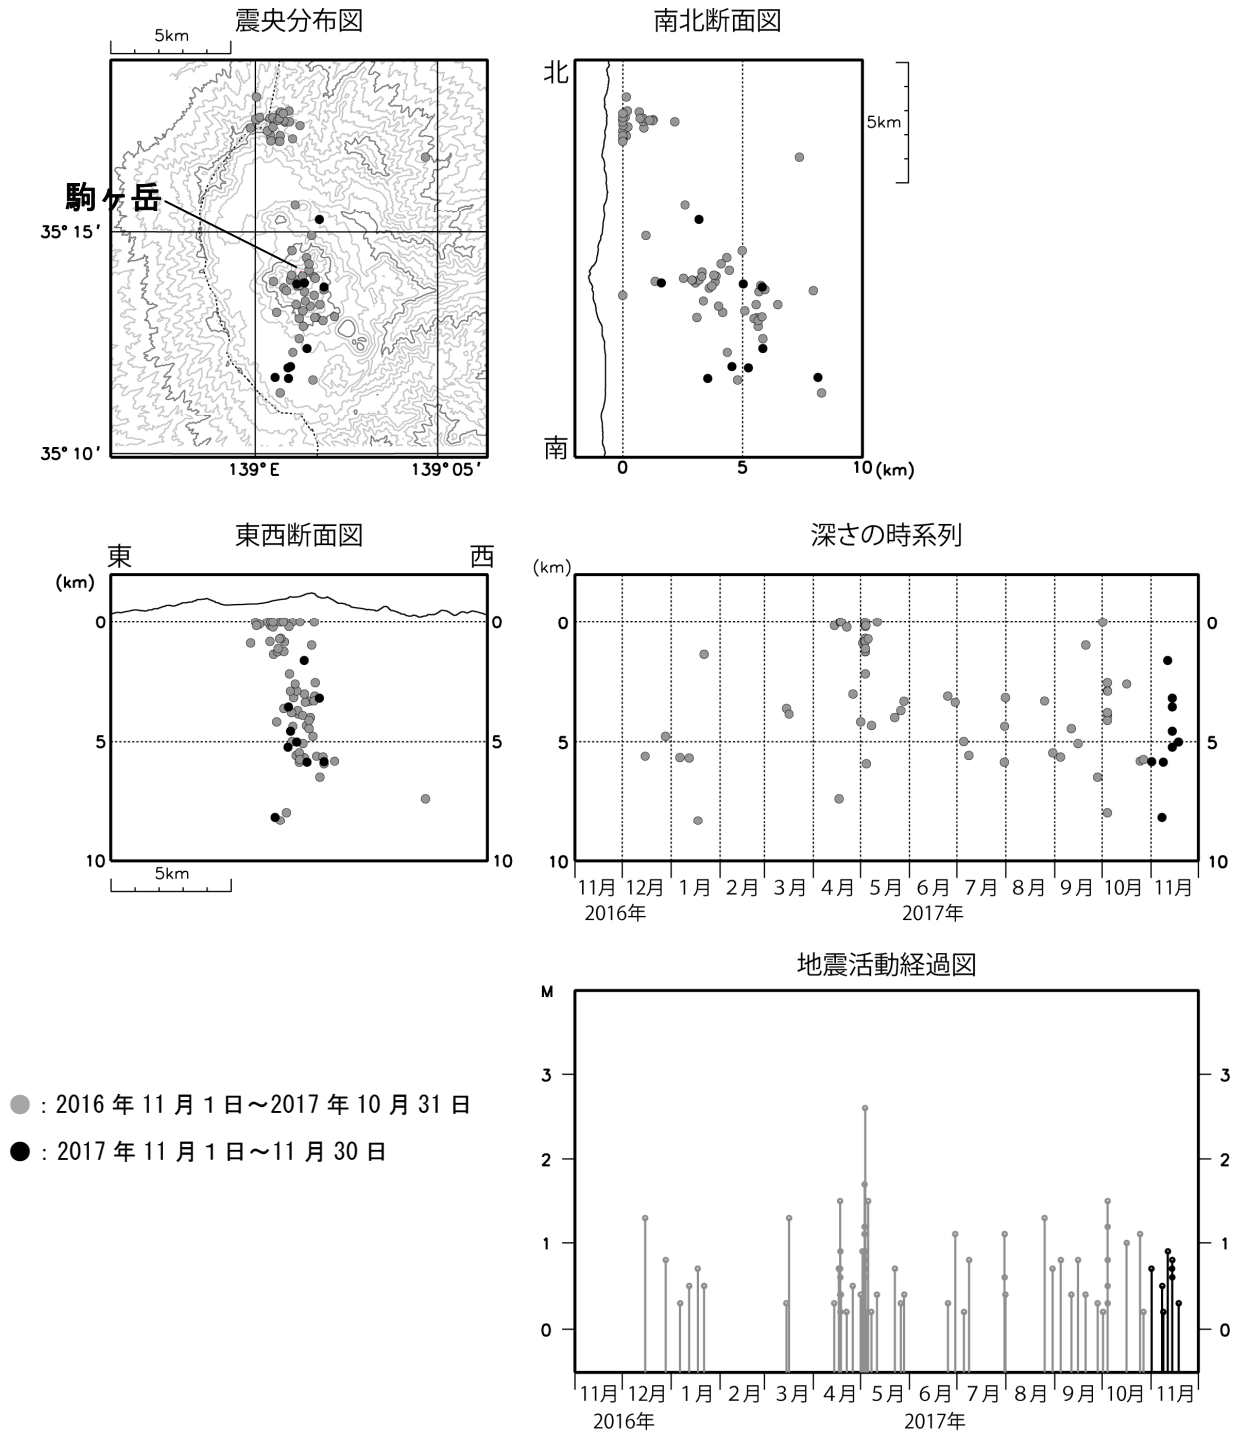 震央分布図
5km
駒ヶ岳
35°15′
35°10′
139°E
139°05′
南北断面図
北
南
5km
0
5
10(km)
東西断面図
東
西
(km)
0
0
5
5
10
10
5km
深さの時系列
(km)
0
0
5
5
10
10
11月 12月 1月 2月 3月 4月 5月 6月 7月 8月 9月 10月 11月
2016年 2017年
地震活動経過図
M
3
3
2
2
1
1
0
0
11月 12月 1月 2月 3月 4月 5月 6月 7月 8月 9月 10月 11月
2016年 2017年
：2016 年 11 月 1 日～2017 年 10 月 31 日
：2017 年 11 月 1 日～11 月 30 日